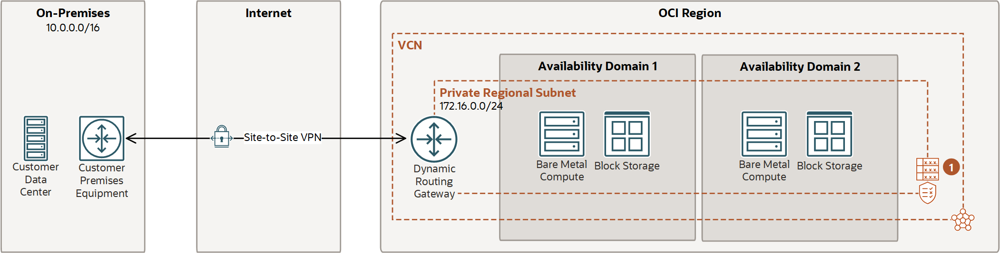 On-Premises
10.0.0.0/16
Customer
Data
Center
Customer
Premises
Equipment
Internet
Site-to-Site VPN
OCI Region
VCN
Private Regional Subnet
172.16.0.0/24
Dynamic
Routing
Gateway
Availability Domain 1
Bare Metal
Compute
Block Storage
Availability Domain 2
Bare Metal
Compute
Block Storage
x.x.x.
x.x.x.
x.x.x.
1